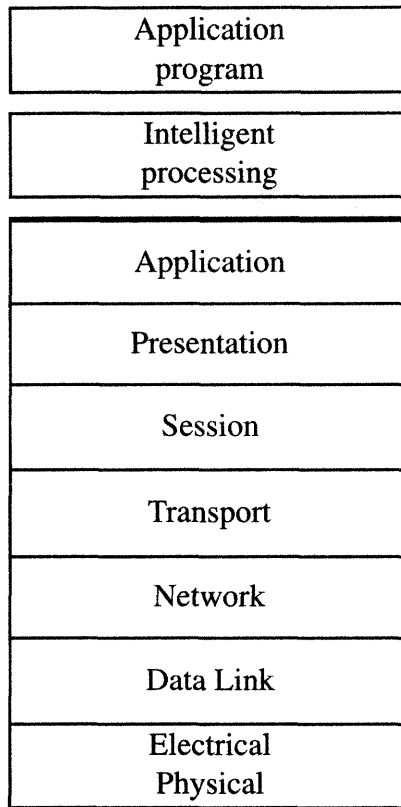 Application
program
Intelligent
processing
Application
Presentation
Session
Transport
Network
Data Link
Electrical
Physical